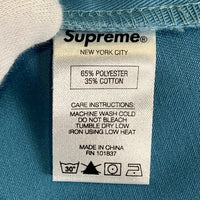 Supreme®
NEW YORK CITY
65% POLYESTER
35% COTTON
CARE INSTRUCTIONS:
MACHINE WASH COLD
DO NOT BLEACH
TUMBLE DRY LOW
IRON USING LOW HEAT
MADE IN CHINA
RN 101837
30°